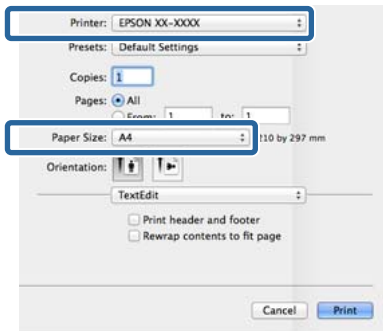 Printer: EPSON XX-XXXX
Presets: Default Settings
Copies: 1
Pages: All
From: 1 to: 1
Paper Size: A4 210 by 297 mm
Orientation:
TextEdit
Print header and footer
Rewrap contents to fit page
Cancel Print